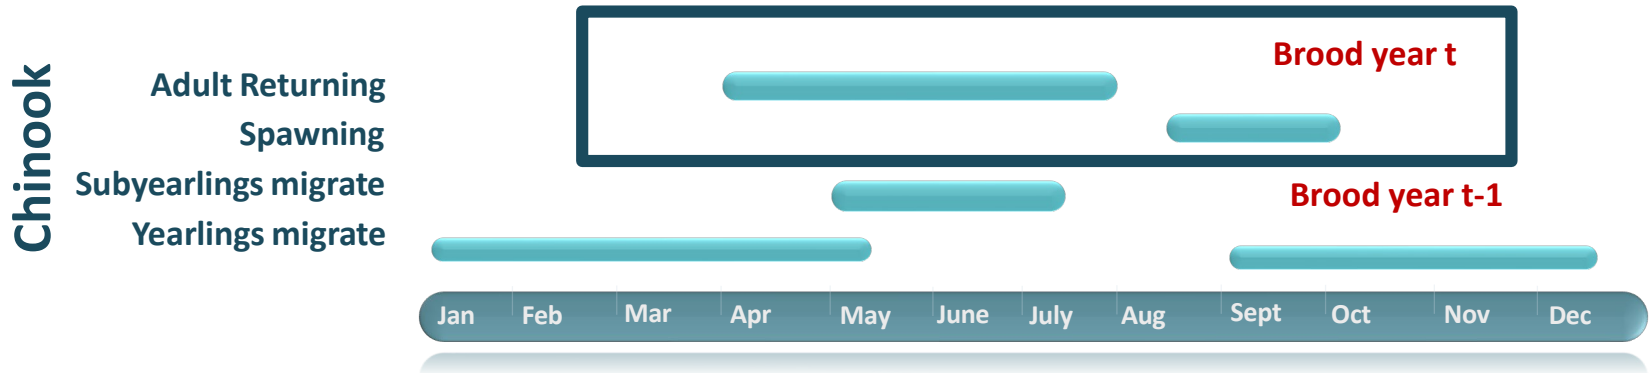 Chinook
Brood year t
Adult Returning
Spawning
Subyearlings migrate
Brood year t-1
Yearlings migrate
Jan Feb Mar Apr May June July Aug Sept Oct Nov Dec